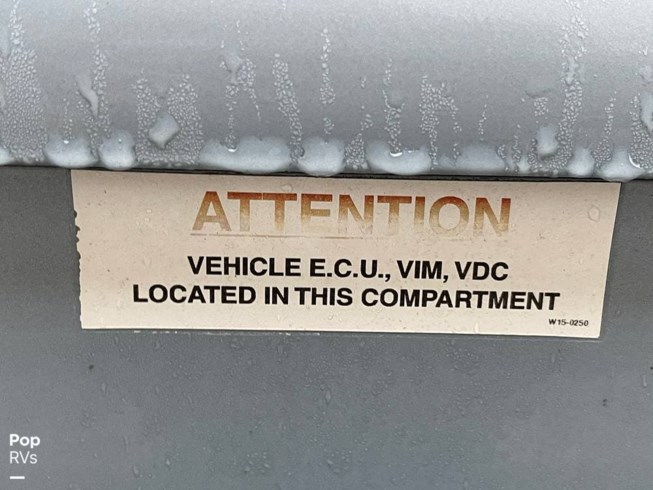 ATTENTION
VEHICLE E.C.U., VIM, VDC
LOCATED IN THIS COMPARTMENT
W15-0250
Pop
RVs